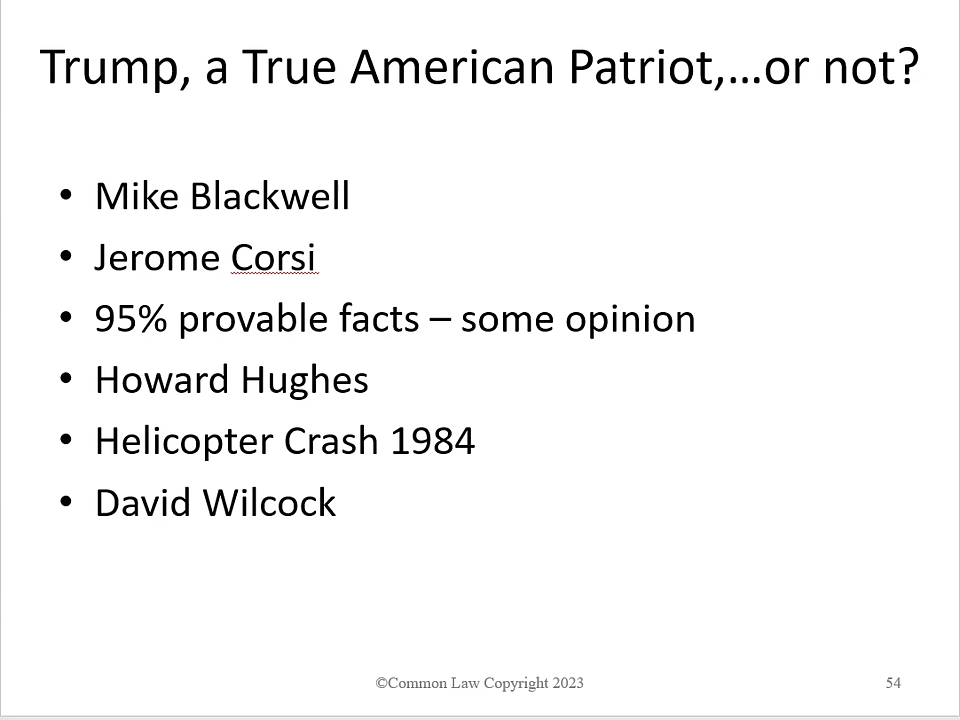 Trump, a True American Patriot,…or not?
• Mike Blackwell
• Jerome Corsi
• 95% provable facts – some opinion
• Howard Hughes
• Helicopter Crash 1984
• David Wilcock
©Common Law Copyright 2023
54